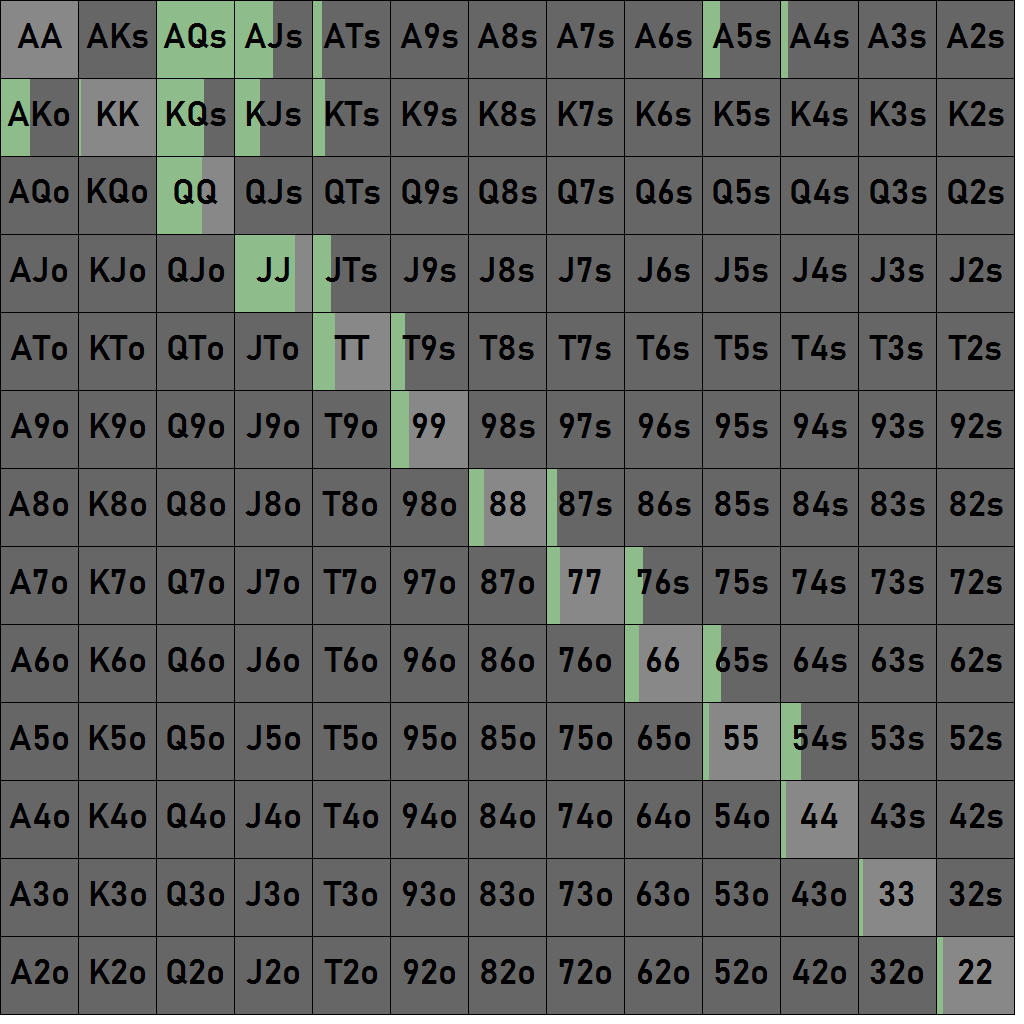 AA AKs AQs AJs ATs A9s A8s A7s A6s A5s A4s A3s A2s
AKo KK KQs KJs KTs K9s K8s K7s K6s K5s K4s K3s K2s
AQo KQo QQ QJs QTs Q9s Q8s Q7s Q6s Q5s Q4s Q3s Q2s
AJo KJo QJo JJ JTs J9s J8s J7s J6s J5s J4s J3s J2s
ATo KTo QTo JTo TT T9s T8s T7s T6s T5s T4s T3s T2s
A9o K9o Q9o J9o T9o 99 98s 97s 96s 95s 94s 93s 92s
A8o K8o Q8o J8o T8o 98o 88 87s 86s 85s 84s 83s 82s
A7o K7o Q7o J7o T7o 97o 87o 77 76s 75s 74s 73s 72s
A6o K6o Q6o J6o T6o 96o 86o 76o 66 65s 64s 63s 62s
A5o K5o Q5o J5o T5o 95o 85o 75o 65o 55 54s 53s 52s
A4o K4o Q4o J4o T4o 94o 84o 74o 64o 54o 44 43s 42s
A3o K3o Q3o J3o T3o 93o 83o 73o 63o 53o 43o 33 32s
A2o K2o Q2o J2o T2o 92o 82o 72o 62o 52o 42o 32o 22